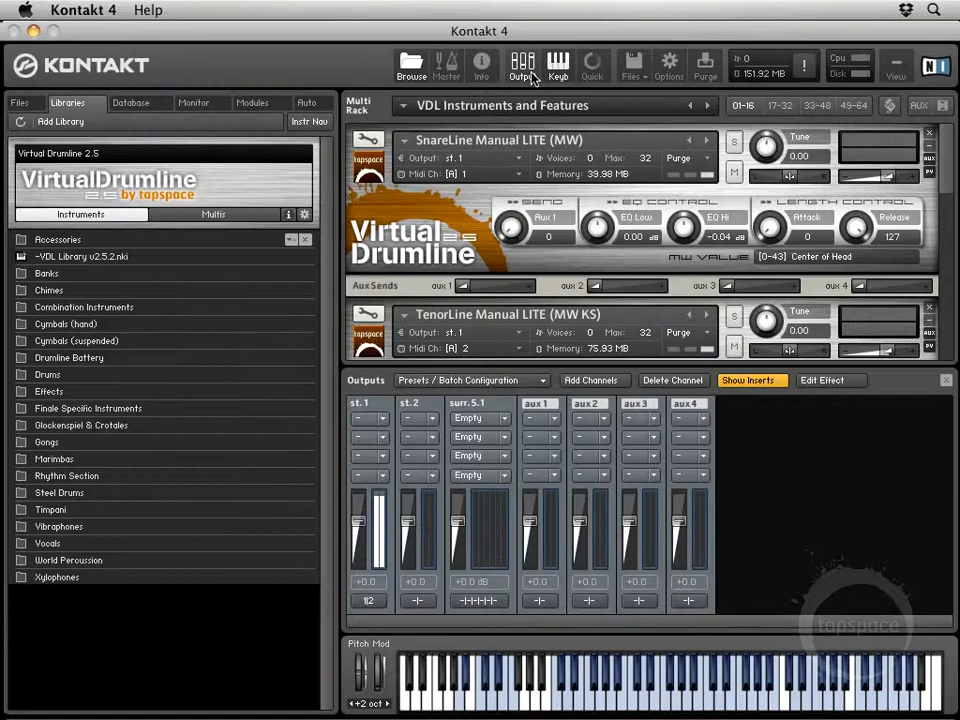 Kontakt 4 Help
Kontakt 4
KONTAKT
Browse Master Info Outputs Keyb Quick Files Options Purge View
0
151.92 MB
!
Cpu
Disk
NI
Files Libraries Database Monitor Modules Auto
Add Library Instr Nav
Virtual Drumline 2.5
VirtualDrumline
2.5 by tapspace
Instruments Multis i
Accessories
-VDL Library v2.5.2.nki
Banks
Chimes
Combination Instruments
Cymbals (hand)
Cymbals (suspended)
Drumline Battery
Drums
Effects
Finale Specific Instruments
Glockenspiel & Crotales
Gongs
Marimbas
Rhythm Section
Steel Drums
Timpani
Vibraphones
Vocals
World Percussion
Xylophones
Multi Rack
VDL Instruments and Features
01-16 17-32 33-48 49-64 AUX
SnareLine Manual LITE (MW)
Output: st.1 Voices: 0 Max: 32 Purge
Midi Ch: [A] 1 Memory: 39.98 MB
tapspace
S
M
Tune
0.00
AUX
PV
Virtual 2.5
Drumline
SEND EQ CONTROL LENGTH CONTROL
Aux 1 EQ Low EQ Hi Attack Release
0 0.00 dB -0.04 dB 0 127
MW VALUE [0-43] Center of Head
Aux Sends aux 1 aux 2 aux 3 aux 4
TenorLine Manual LITE (MW KS)
Output: st.1 Voices: 0 Max: 32 Purge
Midi Ch: [A] 2 Memory: 75.93 MB
tapspace
S
M
Tune
0.00
AUX
PV
Outputs Presets / Batch Configuration Add Channels Delete Channel Show Inserts Edit Effect
st.1 st.2 surr.5.1 aux 1 aux 2 aux 3 aux 4
Empty
Empty
Empty
Empty
+0.0 +0.0 +0.0 dB +0.0 +0.0 +0.0 +0.0
1|2 -|- -|-|-|-|-|- -|- -|- -|- -|-
tapspace
Pitch Mod
+2 oct